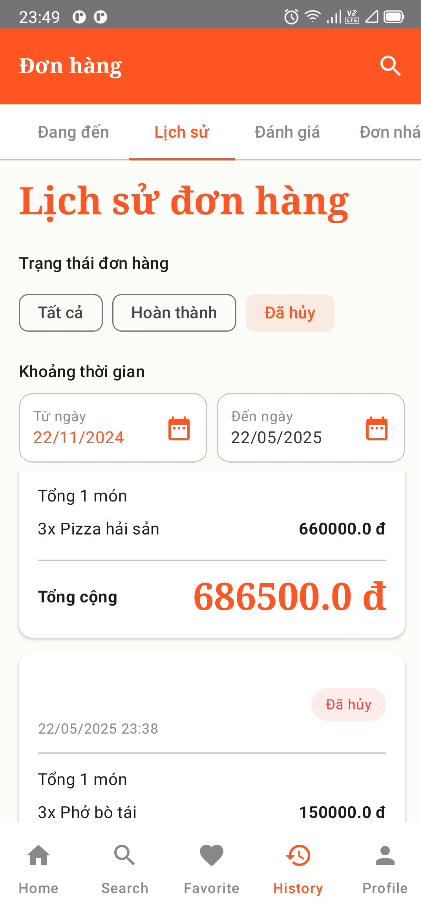 23:49
Đơn hàng
Đang đến Lịch sử Đánh giá Đơn nhá
Lịch sử đơn hàng
Trạng thái đơn hàng
Tất cả Hoàn thành Đã hủy
Khoảng thời gian
Từ ngày Đến ngày
22/11/2024 22/05/2025
Tổng 1 món
3x Pizza hải sản 660000.0 đ
Tổng cộng 686500.0 đ
Đã hủy
22/05/2025 23:38
Tổng 1 món
3x Phở bò tái 150000.0 đ
Home Search Favorite History Profile